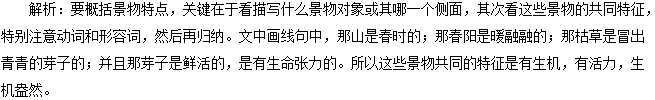 解析：要概括景物特点，关键在于看描写什么景物对象或其哪一个侧面，其次看这些景物的共同特征，
特别注意动词和形容词，然后再归纳。文中画线句中，那山是春时的；那春阳是暖融融的；那枯草是冒出
青青的芽子的；并且那芽子是鲜活的，是有生命张力的。所以这些景物共同的特征是有生机，有活力，生
机盎然。